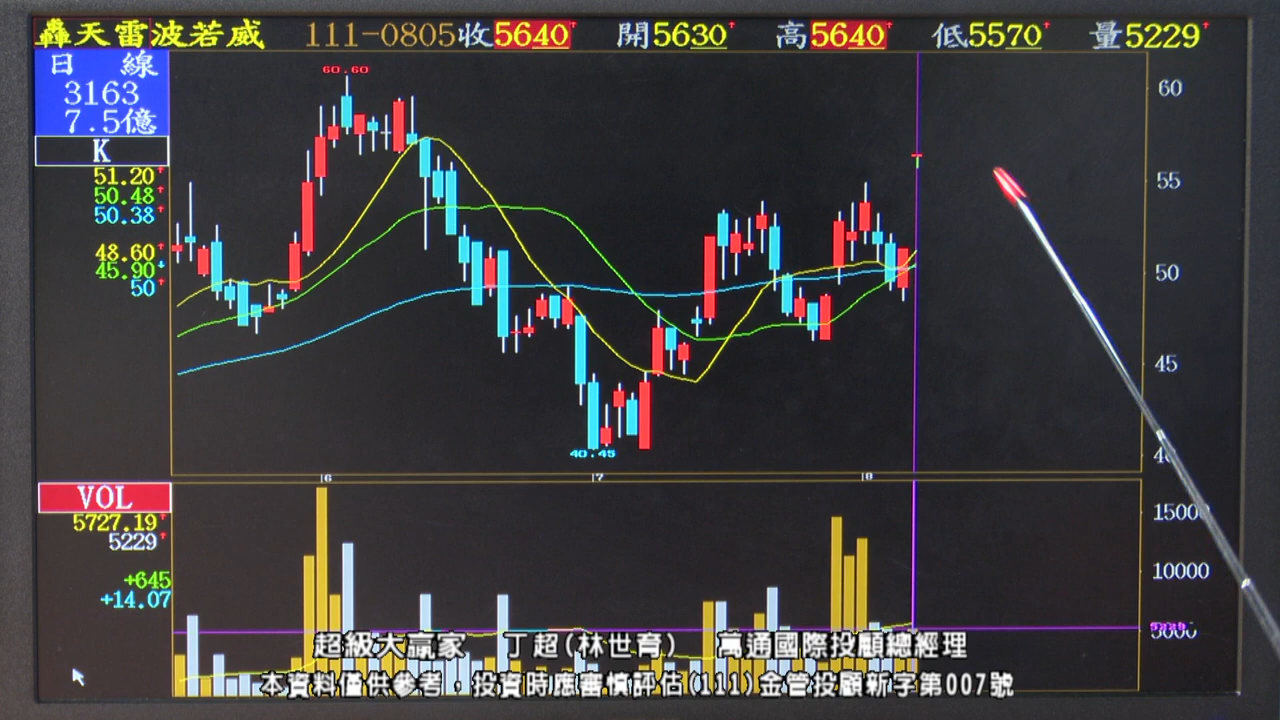 轟天雷波若威 111-0805收5640↑ 開5630↑ 高5640↑ 低5570↑ 量5229↑
日 線
3163
7.5億
K
51.20↑
50.48↑
50.38↑
48.60↑
45.90↓
50↑
60.60
40.45
60
55
50
45
6 7 8
VOL
5727.19↑
5229↑
+645
+14.07
15000
10000
5000
超級大贏家 丁超(林世育) 萬通國際投顧總經理
本資料僅供參考，投資時應審慎評估(111)金管投顧新字第007號